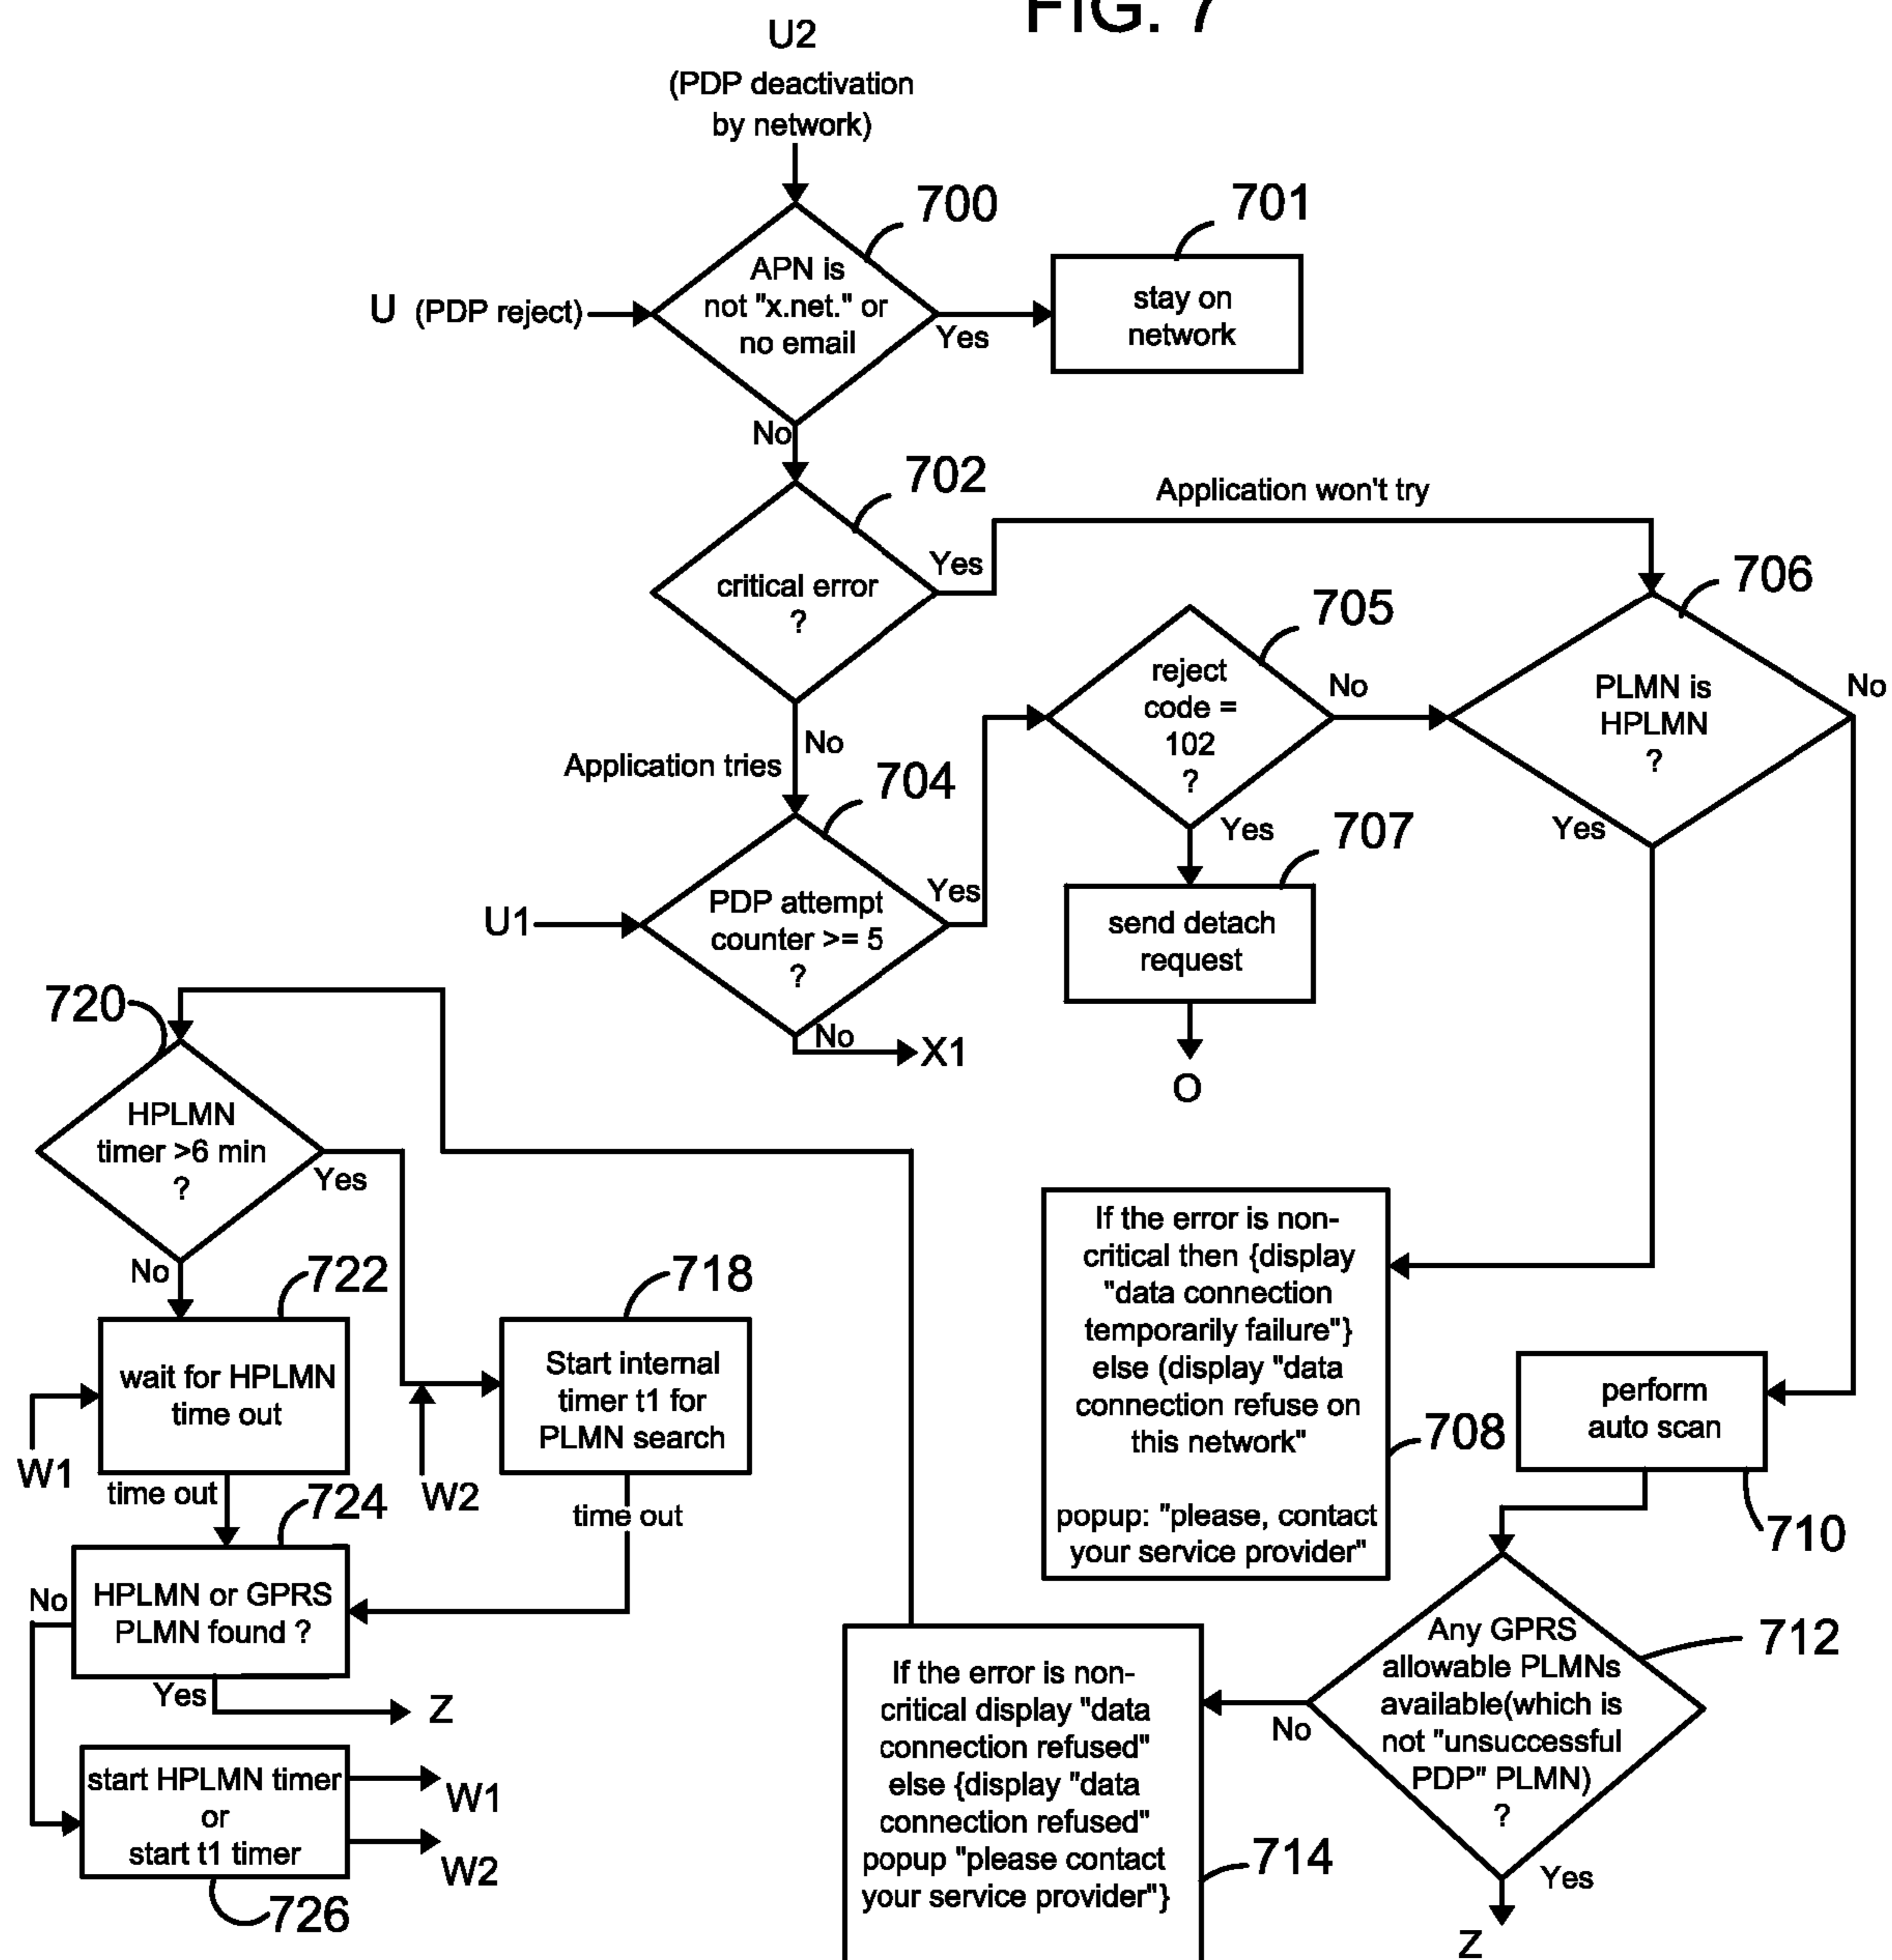 FIG. 7
U2
(PDP deactivation
by network)
700
701
APN is
not "x.net." or
no email
U (PDP reject)
Yes
stay on
network
No
702
Application won't try
critical error
?
Yes
706
705
reject
code =
102
?
No
PLMN is
HPLMN
?
No
No
Application tries
704
Yes
707
Yes
PDP attempt
counter >= 5
?
Yes
U1
send detach
request
720
No
X1
O
HPLMN
timer >6 min
?
Yes
No
722
718
If the error is non-
critical then {display
"data connection
temporarily failure"}
else (display "data
connection refuse on
this network"
popup: "please, contact
your service provider"
708
wait for HPLMN
time out
Start internal
timer t1 for
PLMN search
perform
auto scan
710
W1
time out
W2
time out
724
HPLMN or GPRS
PLMN found ?
No
Yes
Z
Any GPRS
allowable PLMNs
available(which is
not "unsuccessful
PDP" PLMN)
?
712
No
Yes
Z
If the error is non-
critical display "data
connection refused"
else {display "data
connection refused"
popup "please contact
your service provider"}
714
start HPLMN timer
or
start t1 timer
W1
W2
726